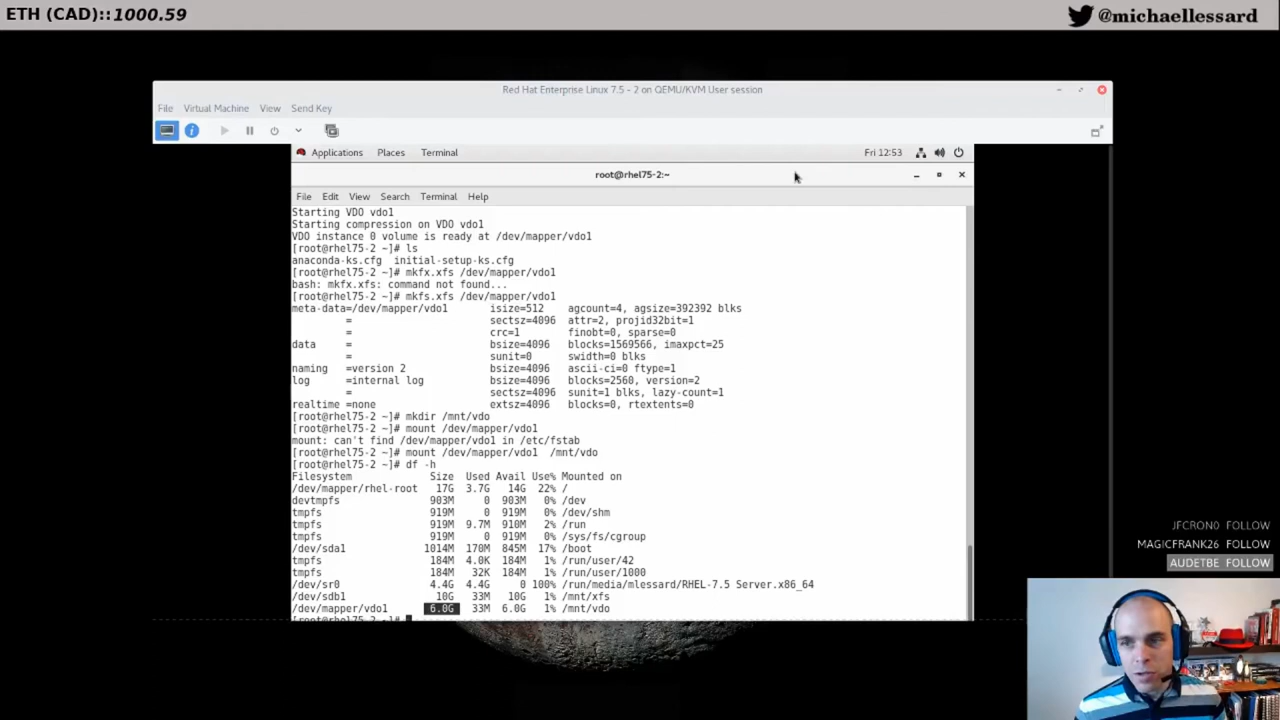 ETH (CAD)::1000.59
@michaellessard
Red Hat Enterprise Linux 7.5 - 2 on QEMU/KVM User session
File Virtual Machine View Send Key
Applications Places Terminal Fri 12:53
root@rhel75-2:~
File Edit View Search Terminal Help
Starting VDO vdo1
Starting compression on VDO vdo1
VDO instance 0 volume is ready at /dev/mapper/vdo1
[root@rhel75-2 ~]# ls
anaconda-ks.cfg  initial-setup-ks.cfg
[root@rhel75-2 ~]# mkfx.xfs /dev/mapper/vdo1
bash: mkfx.xfs: command not found...
[root@rhel75-2 ~]# mkfs.xfs /dev/mapper/vdo1
meta-data=/dev/mapper/vdo1       isize=512    agcount=4, agsize=392392 blks
         =                       sectsz=4096  attr=2, projid32bit=1
         =                       crc=1        finobt=0, sparse=0
data     =                       bsize=4096   blocks=1569566, imaxpct=25
         =                       sunit=0      swidth=0 blks
naming   =version 2              bsize=4096   ascii-ci=0 ftype=1
log      =internal log           bsize=4096   blocks=2560, version=2
         =                       sectsz=4096  sunit=1 blks, lazy-count=1
realtime =none                   extsz=4096   blocks=0, rtextents=0
[root@rhel75-2 ~]# mkdir /mnt/vdo
[root@rhel75-2 ~]# mount /dev/mapper/vdo1
mount: can't find /dev/mapper/vdo1 in /etc/fstab
[root@rhel75-2 ~]# mount /dev/mapper/vdo1  /mnt/vdo
[root@rhel75-2 ~]# df -h
Filesystem             Size  Used Avail Use% Mounted on
/dev/mapper/rhel-root   17G  3.7G   14G  22% /
devtmpfs               903M     0  903M   0% /dev
tmpfs                  919M     0  919M   0% /dev/shm
tmpfs                  919M  9.7M  910M   2% /run
tmpfs                  919M     0  919M   0% /sys/fs/cgroup
/dev/sda1             1014M  170M  845M  17% /boot
tmpfs                  184M  4.0K  184M   1% /run/user/42
tmpfs                  184M   32K  184M   1% /run/user/1000
/dev/sr0               4.4G  4.4G     0 100% /run/media/mlessard/RHEL-7.5 Server.x86_64
/dev/sdb1               10G   33M   10G   1% /mnt/xfs
/dev/mapper/vdo1       6.0G   33M  6.0G   1% /mnt/vdo
[root@rhel75-2 ~]#
JFCRON0 FOLLOW
MAGICFRANK26 FOLLOW
AUDETBE FOLLOW